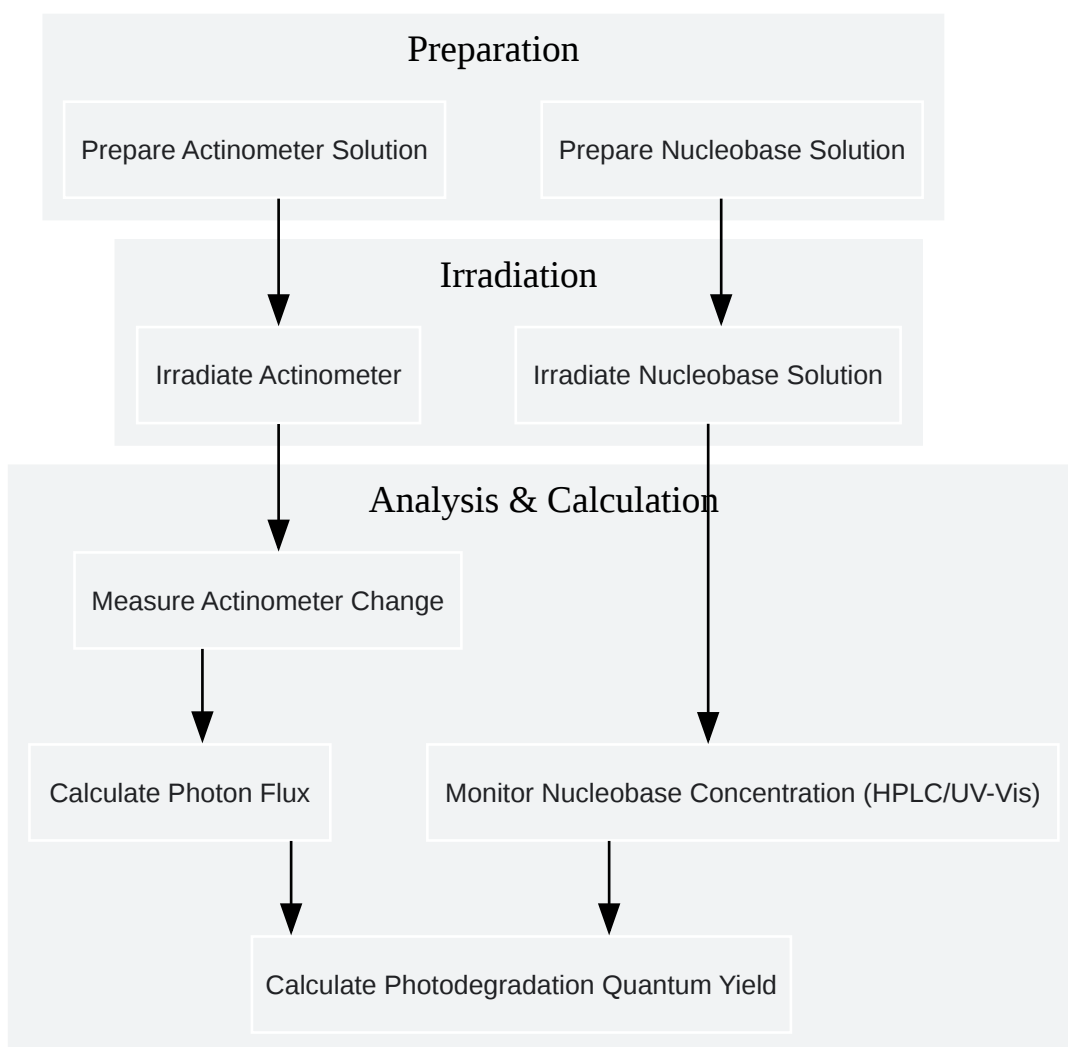 Preparation
Prepare Actinometer Solution
Prepare Nucleobase Solution
Irradiation
Irradiate Actinometer
Irradiate Nucleobase Solution
Analysis & Calculation
Measure Actinometer Change
Calculate Photon Flux
Monitor Nucleobase Concentration (HPLC/UV-Vis)
Calculate Photodegradation Quantum Yield